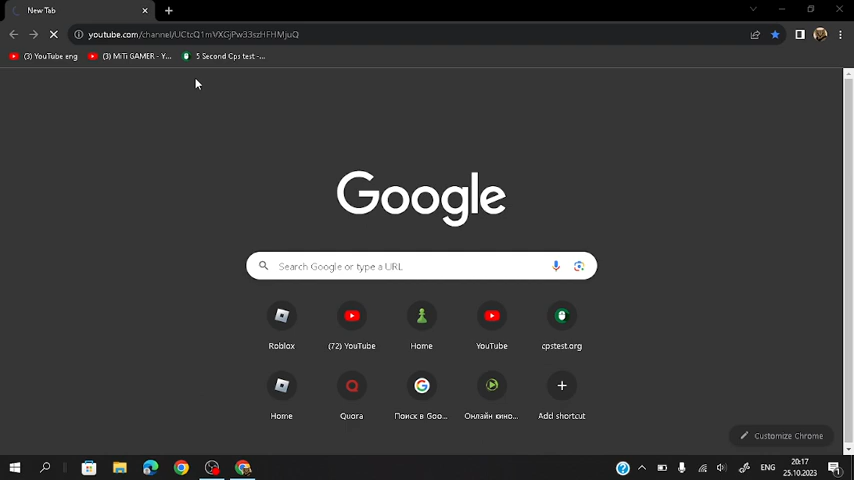 New Tab
youtube.com/channel/UCtcQ1mVXGjPw33szHFHMjuQ
(3) YouTube eng
(3) MiTi GAMER - Y...
5 Second Cps test -...
Google
Search Google or type a URL
Roblox
(72) YouTube
Home
YouTube
cpstest.org
Home
Quora
Поиск в Goo...
Онлайн кино...
Add shortcut
Customize Chrome
ENG
20:17
25.10.2023
1